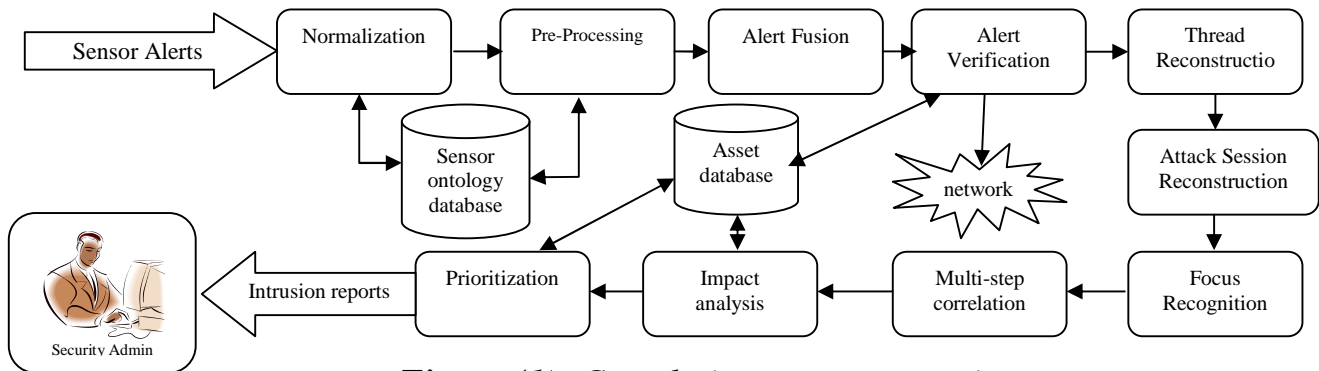 Sensor Alerts
Normalization
Pre-Processing
Alert Fusion
Alert
Verification
Thread
Reconstructio
Sensor
ontology
database
Asset
database
network
Attack Session
Reconstruction
Security Admin
Intrusion reports
Prioritization
Impact
analysis
Multi-step
correlation
Focus
Recognition